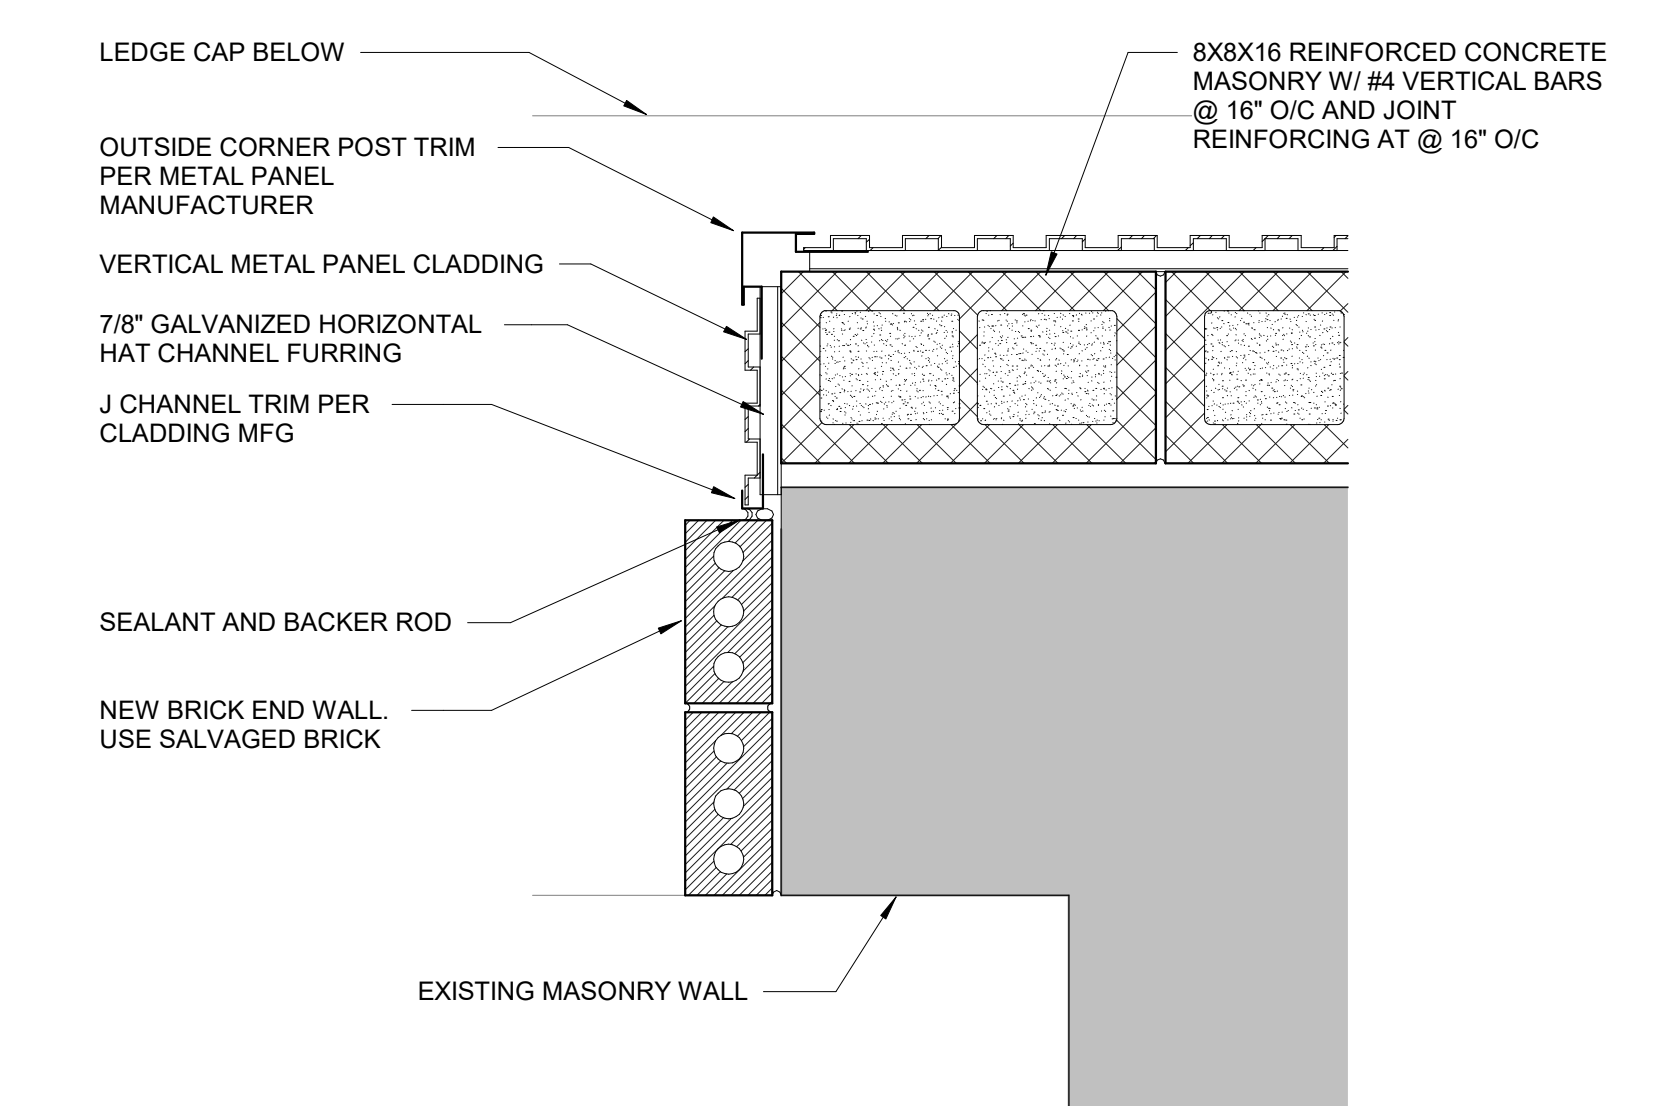 LEDGE CAP BELOW
8X8X16 REINFORCED CONCRETE
MASONRY W/ #4 VERTICAL BARS
@ 16" O/C AND JOINT
REINFORCING AT @ 16" O/C
OUTSIDE CORNER POST TRIM
PER METAL PANEL
MANUFACTURER
VERTICAL METAL PANEL CLADDING
7/8" GALVANIZED HORIZONTAL
HAT CHANNEL FURRING
J CHANNEL TRIM PER
CLADDING MFG
SEALANT AND BACKER ROD
NEW BRICK END WALL.
USE SALVAGED BRICK
EXISTING MASONRY WALL